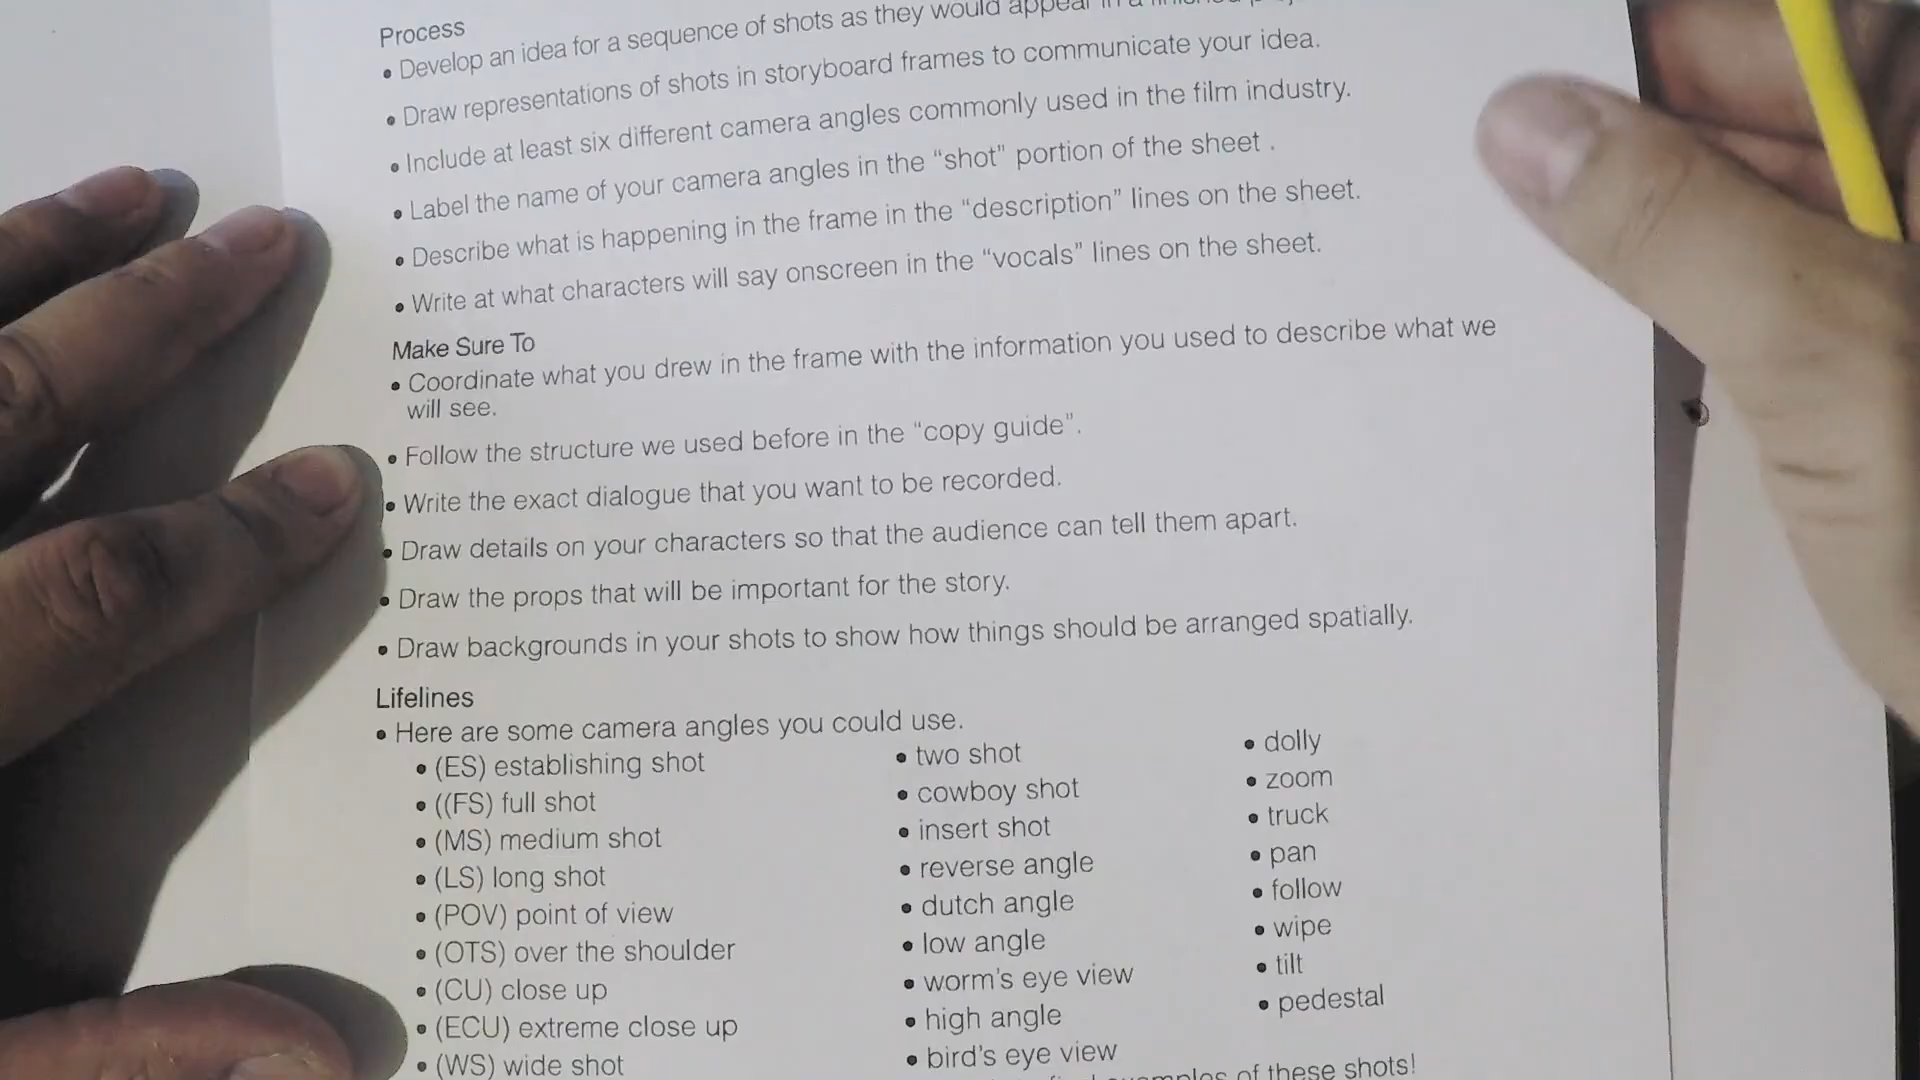 Process
• Develop an idea for a sequence of shots as they would appear in a
• Draw representations of shots in storyboard frames to communicate your idea.
• Include at least six different camera angles commonly used in the film industry.
• Label the name of your camera angles in the “shot” portion of the sheet .
• Describe what is happening in the frame in the “description” lines on the sheet.
• Write at what characters will say onscreen in the “vocals” lines on the sheet.
Make Sure To
• Coordinate what you drew in the frame with the information you used to describe what we
will see.
• Follow the structure we used before in the “copy guide”.
• Write the exact dialogue that you want to be recorded.
• Draw details on your characters so that the audience can tell them apart.
• Draw the props that will be important for the story.
• Draw backgrounds in your shots to show how things should be arranged spatially.
Lifelines
• Here are some camera angles you could use.
• (ES) establishing shot
• ((FS) full shot
• (MS) medium shot
• (LS) long shot
• (POV) point of view
• (OTS) over the shoulder
• (CU) close up
• (ECU) extreme close up
• (WS) wide shot
• two shot
• cowboy shot
• insert shot
• reverse angle
• dutch angle
• low angle
• worm's eye view
• high angle
• bird's eye view
• dolly
• zoom
• truck
• pan
• follow
• wipe
• tilt
• pedestal
of these shots!